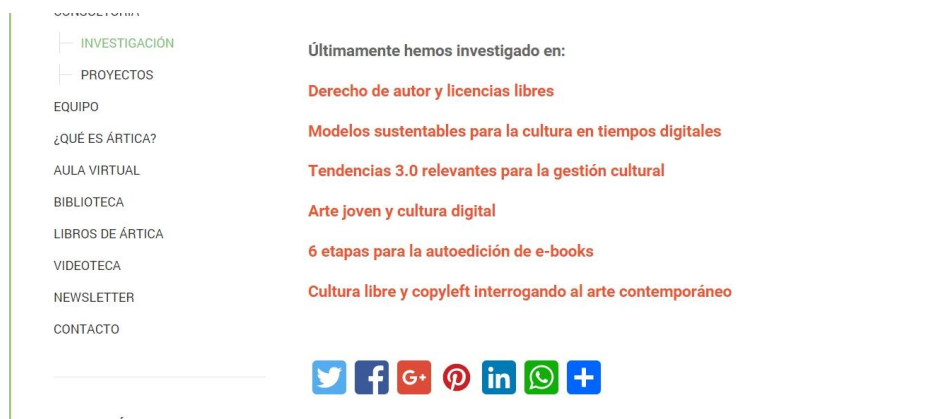 INVESTIGACIÓN
PROYECTOS
EQUIPO
¿QUÉ ES ÁRTICA?
AULA VIRTUAL
BIBLIOTECA
LIBROS DE ÁRTICA
VIDEOTECA
NEWSLETTER
CONTACTO
Últimamente hemos investigado en:
Derecho de autor y licencias libres
Modelos sustentables para la cultura en tiempos digitales
Tendencias 3.0 relevantes para la gestión cultural
Arte joven y cultura digital
6 etapas para la autoedición de e-books
Cultura libre y copyleft interrogando al arte contemporáneo
G+
in